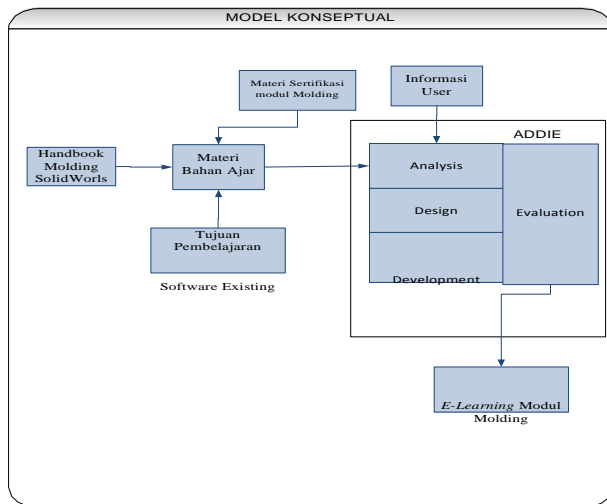 MODEL KONSEPTUAL
Materi Sertifikasi
modul Molding
Informasi
User
ADDIE
Handbook
Molding
SolidWorls
Materi
Bahan Ajar
Analysis
Design
Evaluation
Development
Tujuan
Pembelajaran
Software Existing
E-Learning Modul
Molding